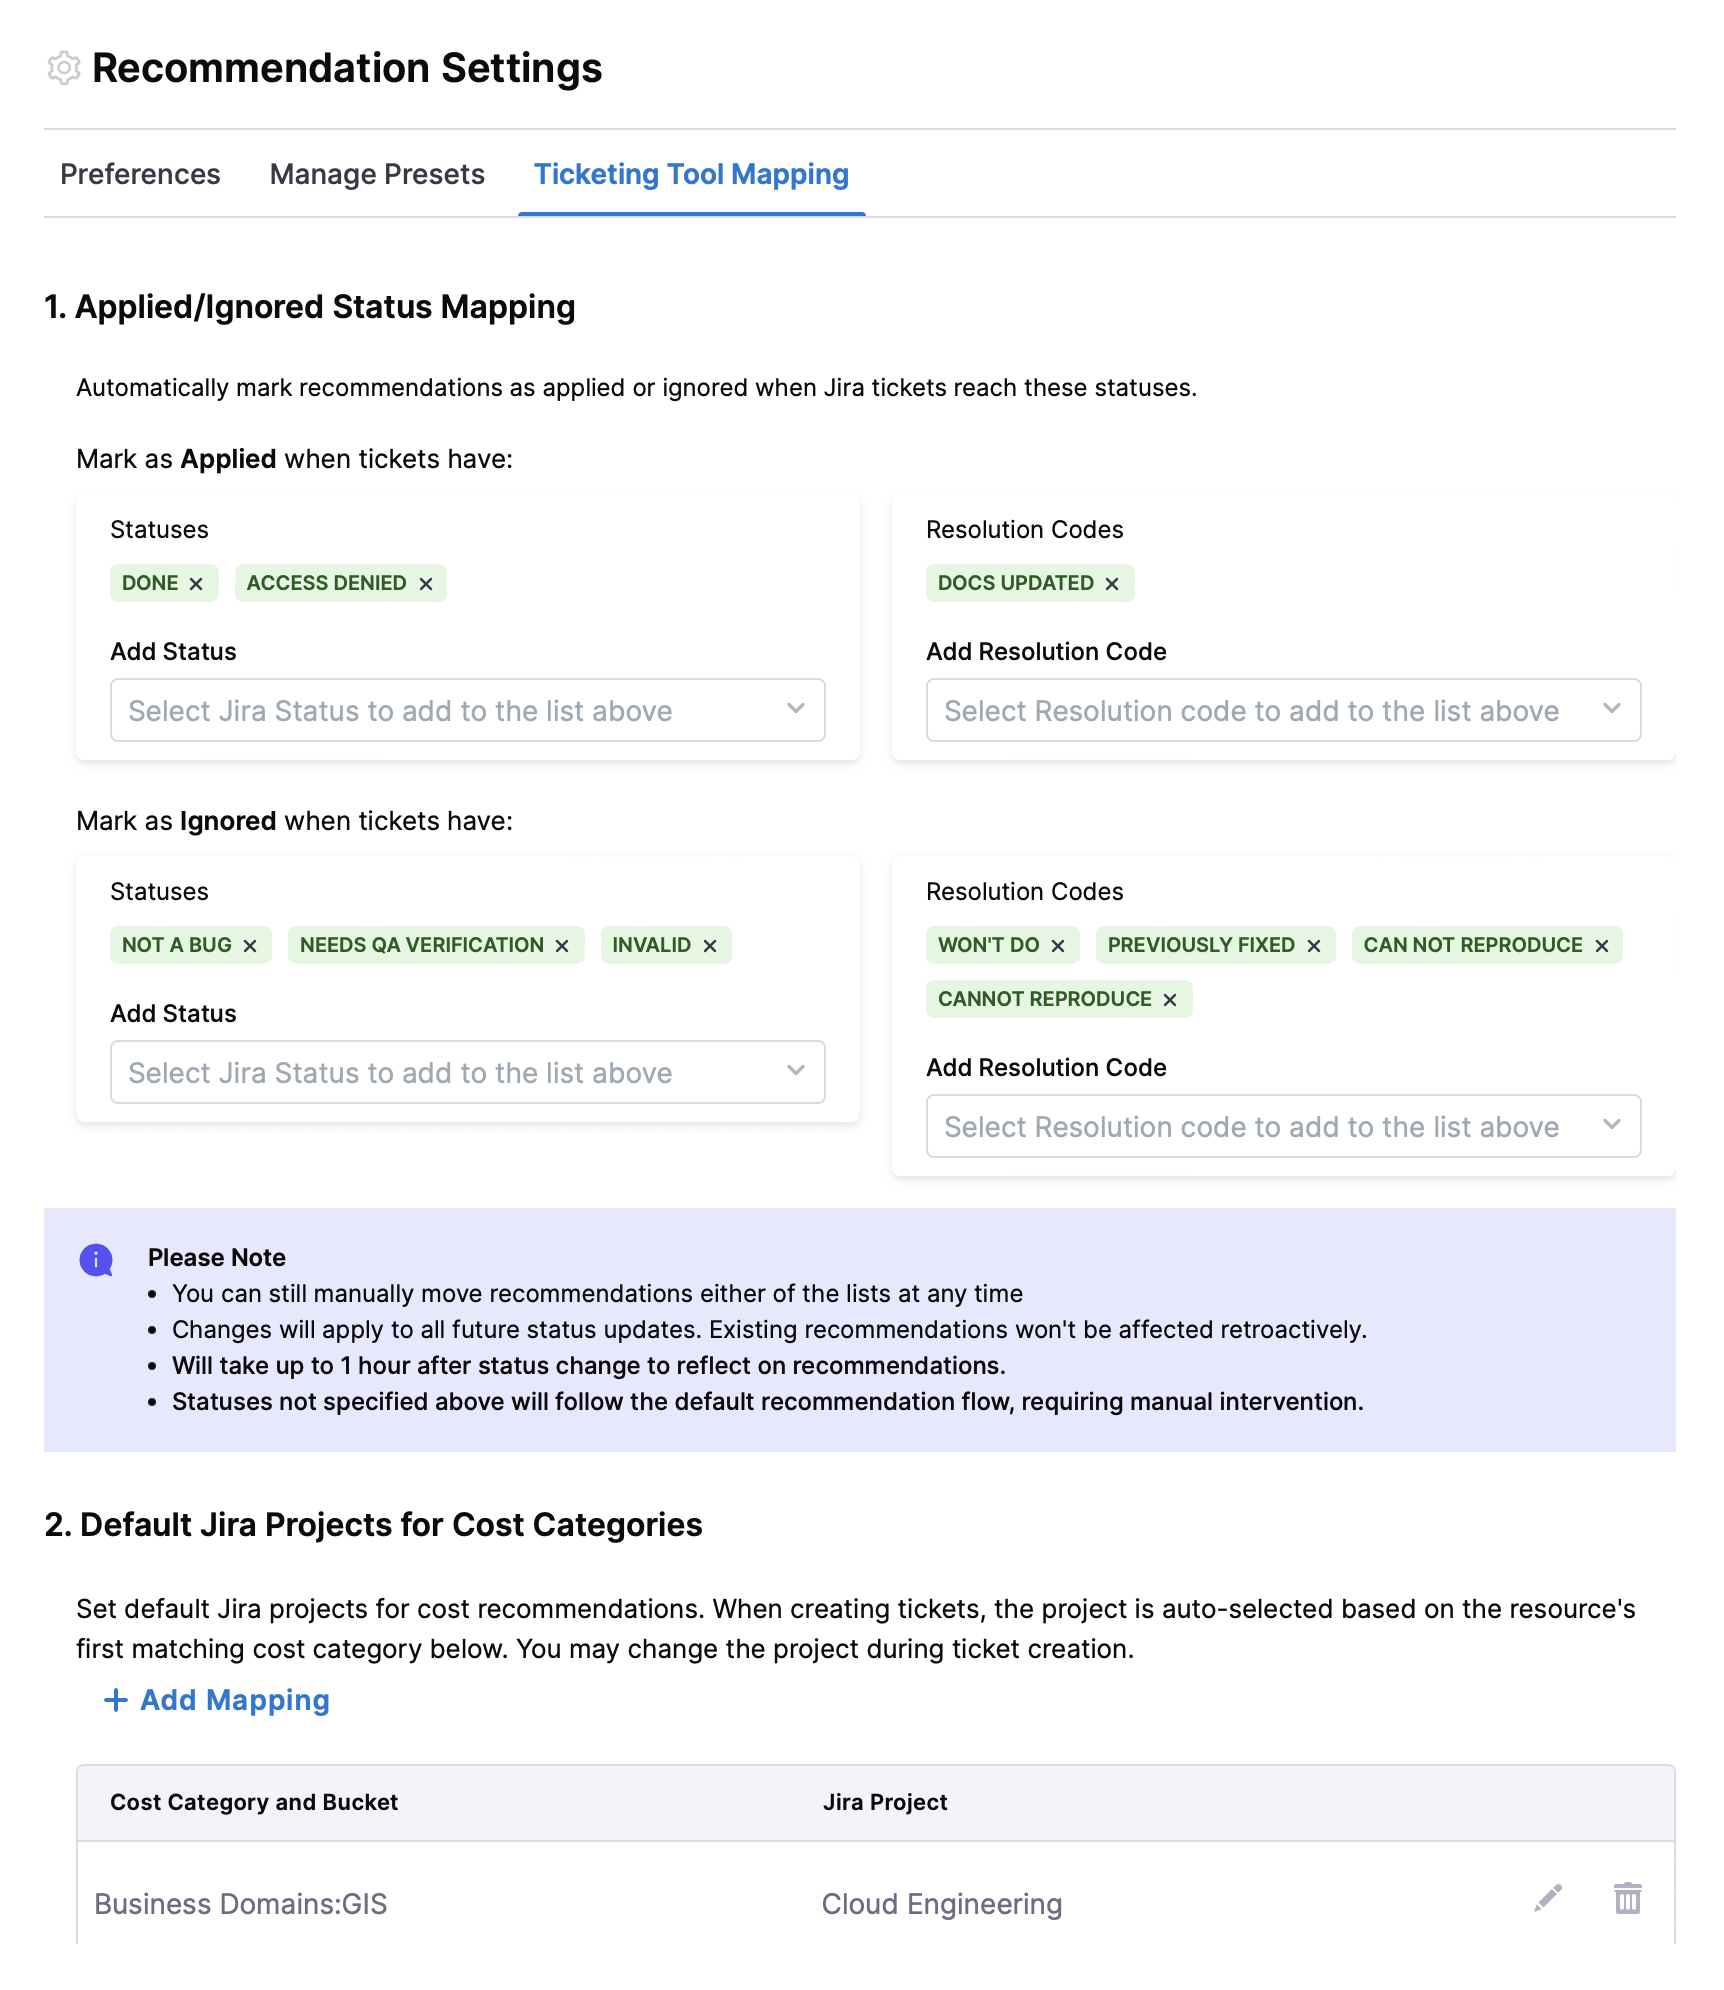 Recommendation Settings
Preferences Manage Presets Ticketing Tool Mapping
1. Applied/Ignored Status Mapping
Automatically mark recommendations as applied or ignored when Jira tickets reach these statuses.
Mark as Applied when tickets have:
Statuses
DONE ✕ ACCESS DENIED ✕
Add Status
Select Jira Status to add to the list above
Resolution Codes
DOCS UPDATED ✕
Add Resolution Code
Select Resolution code to add to the list above
Mark as Ignored when tickets have:
Statuses
NOT A BUG ✕ NEEDS QA VERIFICATION ✕ INVALID ✕
Add Status
Select Jira Status to add to the list above
Resolution Codes
WON'T DO ✕ PREVIOUSLY FIXED ✕ CAN NOT REPRODUCE ✕
CANNOT REPRODUCE ✕
Add Resolution Code
Select Resolution code to add to the list above
Please Note
• You can still manually move recommendations either of the lists at any time
• Changes will apply to all future status updates. Existing recommendations won't be affected retroactively.
• Will take up to 1 hour after status change to reflect on recommendations.
• Statuses not specified above will follow the default recommendation flow, requiring manual intervention.
2. Default Jira Projects for Cost Categories
Set default Jira projects for cost recommendations. When creating tickets, the project is auto-selected based on the resource's
first matching cost category below. You may change the project during ticket creation.
+ Add Mapping
Cost Category and Bucket Jira Project
Business Domains:GIS Cloud Engineering